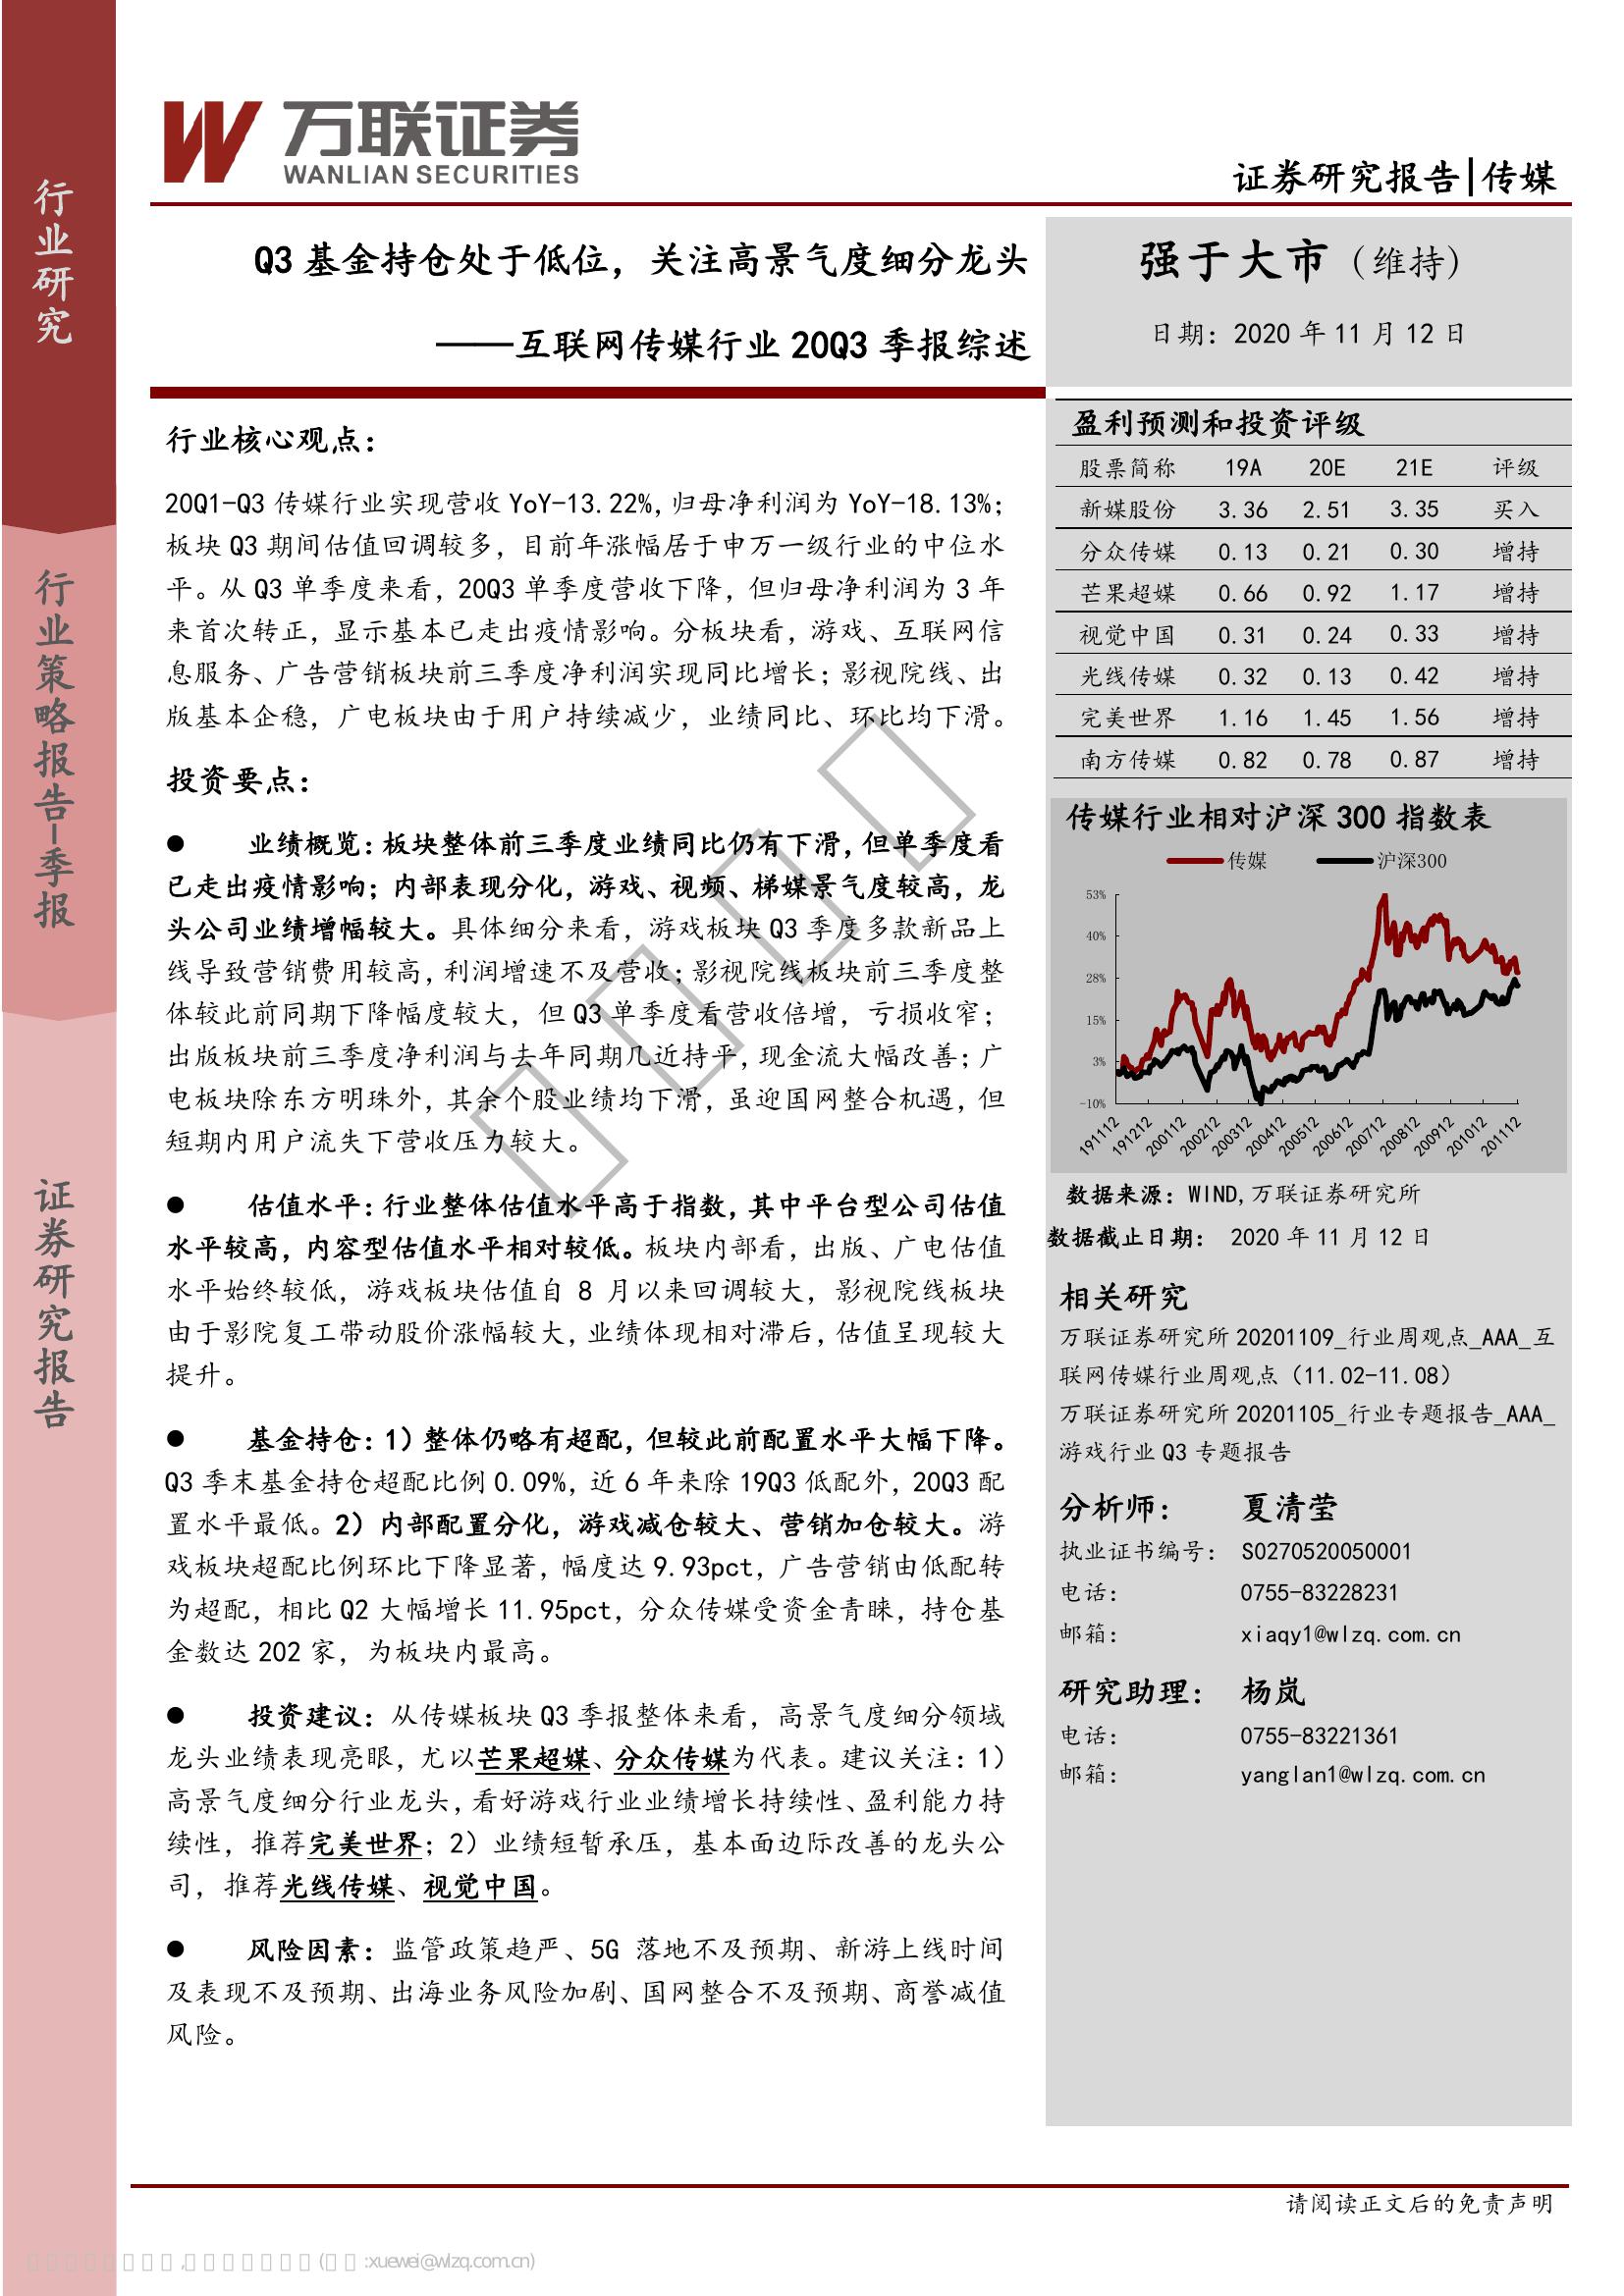 行业研究
行业策略报告—季报
证券研究报告
万联证券
WANLIAN SECURITIES
证券研究报告|传媒
Q3 基金持仓处于低位，关注高景气度细分龙头
——互联网传媒行业 20Q3 季报综述
强于大市（维持）
日期：2020 年 11 月 12 日
行业核心观点：
20Q1-Q3 传媒行业实现营收 YoY-13.22%，归母净利润为 YoY-18.13%；
板块 Q3 期间估值回调较多，目前年涨幅居于申万一级行业的中位水
平。从 Q3 单季度来看，20Q3 单季度营收下降，但归母净利润为 3 年
来首次转正，显示基本已走出疫情影响。分板块看，游戏、互联网信
息服务、广告营销板块前三季度净利润实现同比增长；影视院线、出
版基本企稳，广电板块由于用户持续减少，业绩同比、环比均下滑。
投资要点：
● 业绩概览：板块整体前三季度业绩同比仍有下滑，但单季度看
已走出疫情影响；内部表现分化，游戏、视频、梯媒景气度较高，龙
头公司业绩增幅较大。具体细分来看，游戏板块 Q3 季度多款新品上
线导致营销费用较高，利润增速不及营收；影视院线板块前三季度整
体较此前同期下降幅度较大，但 Q3 单季度看营收倍增，亏损收窄；
出版板块前三季度净利润与去年同期几近持平，现金流大幅改善；广
电板块除东方明珠外，其余个股业绩均下滑，虽迎国网整合机遇，但
短期内用户流失下营收压力较大。
● 估值水平：行业整体估值水平高于指数，其中平台型公司估值
水平较高，内容型估值水平相对较低。板块内部看，出版、广电估值
水平始终较低，游戏板块估值自 8 月以来回调较大，影视院线板块
由于影院复工带动股价涨幅较大，业绩体现相对滞后，估值呈现较大
提升。
● 基金持仓：1）整体仍略有超配，但较此前配置水平大幅下降。
Q3 季末基金持仓超配比例 0.09%，近 6 年来除 19Q3 低配外，20Q3 配
置水平最低。2）内部配置分化，游戏减仓较大、营销加仓较大。游
戏板块超配比例环比下降显著，幅度达 9.93pct，广告营销由低配转
为超配，相比 Q2 大幅增长 11.95pct，分众传媒受资金青睐，持仓基
金数达 202 家，为板块内最高。
● 投资建议：从传媒板块 Q3 季报整体来看，高景气度细分领域
龙头业绩表现亮眼，尤以芒果超媒、分众传媒为代表。建议关注：1）
高景气度细分行业龙头，看好游戏行业业绩增长持续性、盈利能力持
续性，推荐完美世界；2）业绩短暂承压，基本面边际改善的龙头公
司，推荐光线传媒、视觉中国。
● 风险因素：监管政策趋严、5G 落地不及预期、新游上线时间
及表现不及预期、出海业务风险加剧、国网整合不及预期、商誉减值
风险。
盈利预测和投资评级
股票简称 19A 20E 21E 评级
新媒股份 3.36 2.51 3.35 买入
分众传媒 0.13 0.21 0.30 增持
芒果超媒 0.66 0.92 1.17 增持
视觉中国 0.31 0.24 0.33 增持
光线传媒 0.32 0.13 0.42 增持
完美世界 1.16 1.45 1.56 增持
南方传媒 0.82 0.78 0.87 增持
传媒行业相对沪深 300 指数表
传媒 沪深300
53%
40%
28%
15%
3%
-10%
191112 191212 200112 200212 200312 200412 200512 200612 200712 200812 200912 201012 201112
数据来源：WIND,万联证券研究所
数据截止日期： 2020 年 11 月 12 日
相关研究
万联证券研究所 20201109_行业周观点_AAA_互
联网传媒行业周观点（11.02-11.08）
万联证券研究所 20201105_行业专题报告_AAA_
游戏行业 Q3 专题报告
分析师： 夏清莹
执业证书编号： S0270520050001
电话： 0755-83228231
邮箱： xiaqy1@wlzq.com.cn
研究助理： 杨岚
电话： 0755-83221361
邮箱： yanglan1@wlzq.com.cn
请阅读正文后的免责声明
:xuewei@wlzq.com.cn)